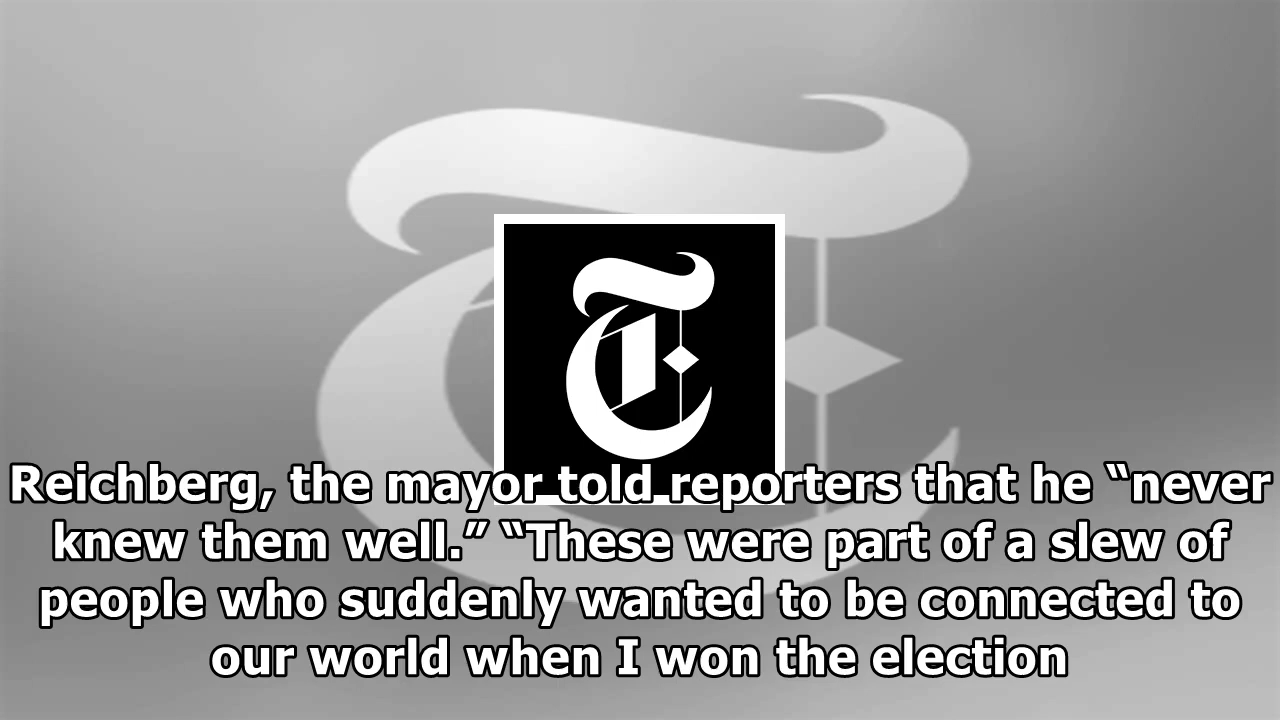 Reichberg, the mayor told reporters that he “never
knew them well.” “These were part of a slew of
people who suddenly wanted to be connected to
our world when I won the election